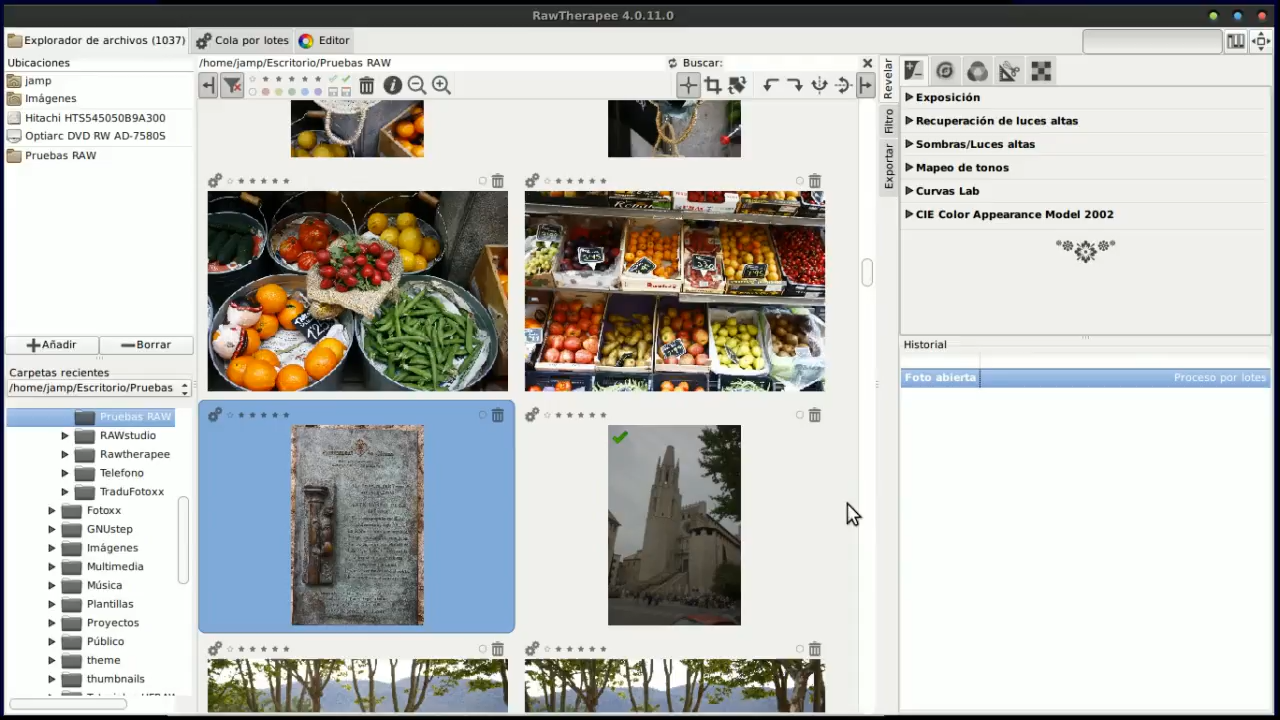 RawTherapee 4.0.11.0
Explorador de archivos (1037)
Cola por lotes
Editor
Ubicaciones
jamp
Imágenes
Hitachi HTS545050B9A300
Optiarc DVD RW AD-7580S
Pruebas RAW
Añadir
Borrar
Carpetas recientes
/home/jamp/Escritorio/Pruebas
Pruebas RAW
RAWstudio
Rawtherapee
Telefono
TraduFotoxx
Fotoxx
GNUstep
Imágenes
Multimedia
Música
Plantillas
Proyectos
Público
theme
thumbnails
/home/jamp/Escritorio/Pruebas RAW
Buscar:
Revelar
Filtro
Exportar
Exposición
Recuperación de luces altas
Sombras/Luces altas
Mapeo de tonos
Curvas Lab
CIE Color Appearance Model 2002
Historial
Foto abierta
Proceso por lotes